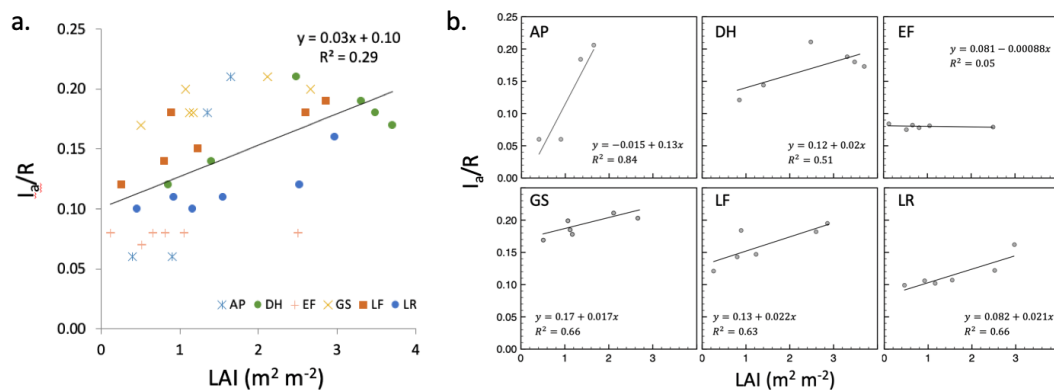 a.
y = 0.03x + 0.10
R² = 0.29
0.25
0.20
0.15
0.10
0.05
0.00
0 1 2 3 4
Iₐ/R
LAI (m² m⁻²)
AP DH EF GS LF LR
b.
AP
y = −0.015 + 0.13x
R² = 0.84
DH
y = 0.12 + 0.02x
R² = 0.51
EF
y = 0.081 − 0.00088x
R² = 0.05
GS
y = 0.17 + 0.017x
R² = 0.66
LF
y = 0.13 + 0.022x
R² = 0.63
LR
y = 0.082 + 0.021x
R² = 0.66
0.20
0.15
0.10
0.05
0.00
0.20
0.15
0.10
0.05
0.00
0 1 2 3 4 0 1 2 3 4 0 1 2 3 4
Iₐ/R
LAI (m² m⁻²)